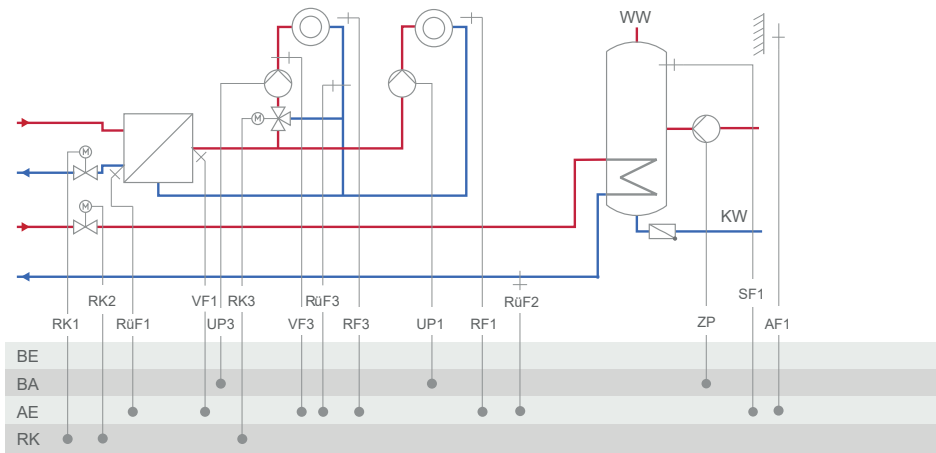 WW
M
M
M
KW
SF1
RK2 VF1 RK3 RüF3 RüF2
RK1 RüF1 UP3 VF3 RF3 UP1 RF1 ZP AF1
BE
BA
AE
RK